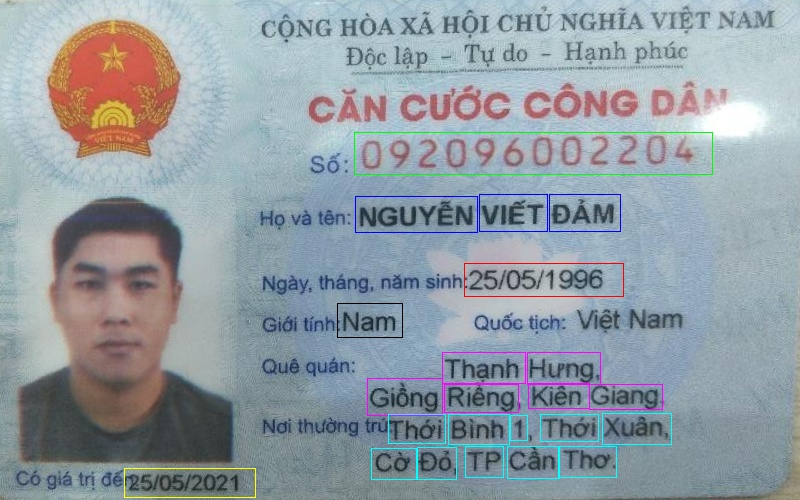 CỘNG HÒA XÃ HỘI CHỦ NGHĨA VIỆT NAM
Độc lập - Tự do - Hạnh phúc
CĂN CƯỚC CÔNG DÂN
Số: 092096002204
Họ và tên: NGUYỄN VIẾT ĐẢM
Ngày, tháng, năm sinh: 25/05/1996
Giới tính: Nam Quốc tịch: Việt Nam
Quê quán: Thạnh Hưng,
Giồng Riềng, Kiên Giang.
Nơi thường trú: Thới Bình 1, Thới Xuân,
Cờ Đỏ, TP Cần Thơ.
Có giá trị đến 25/05/2021
VIỆT NAM